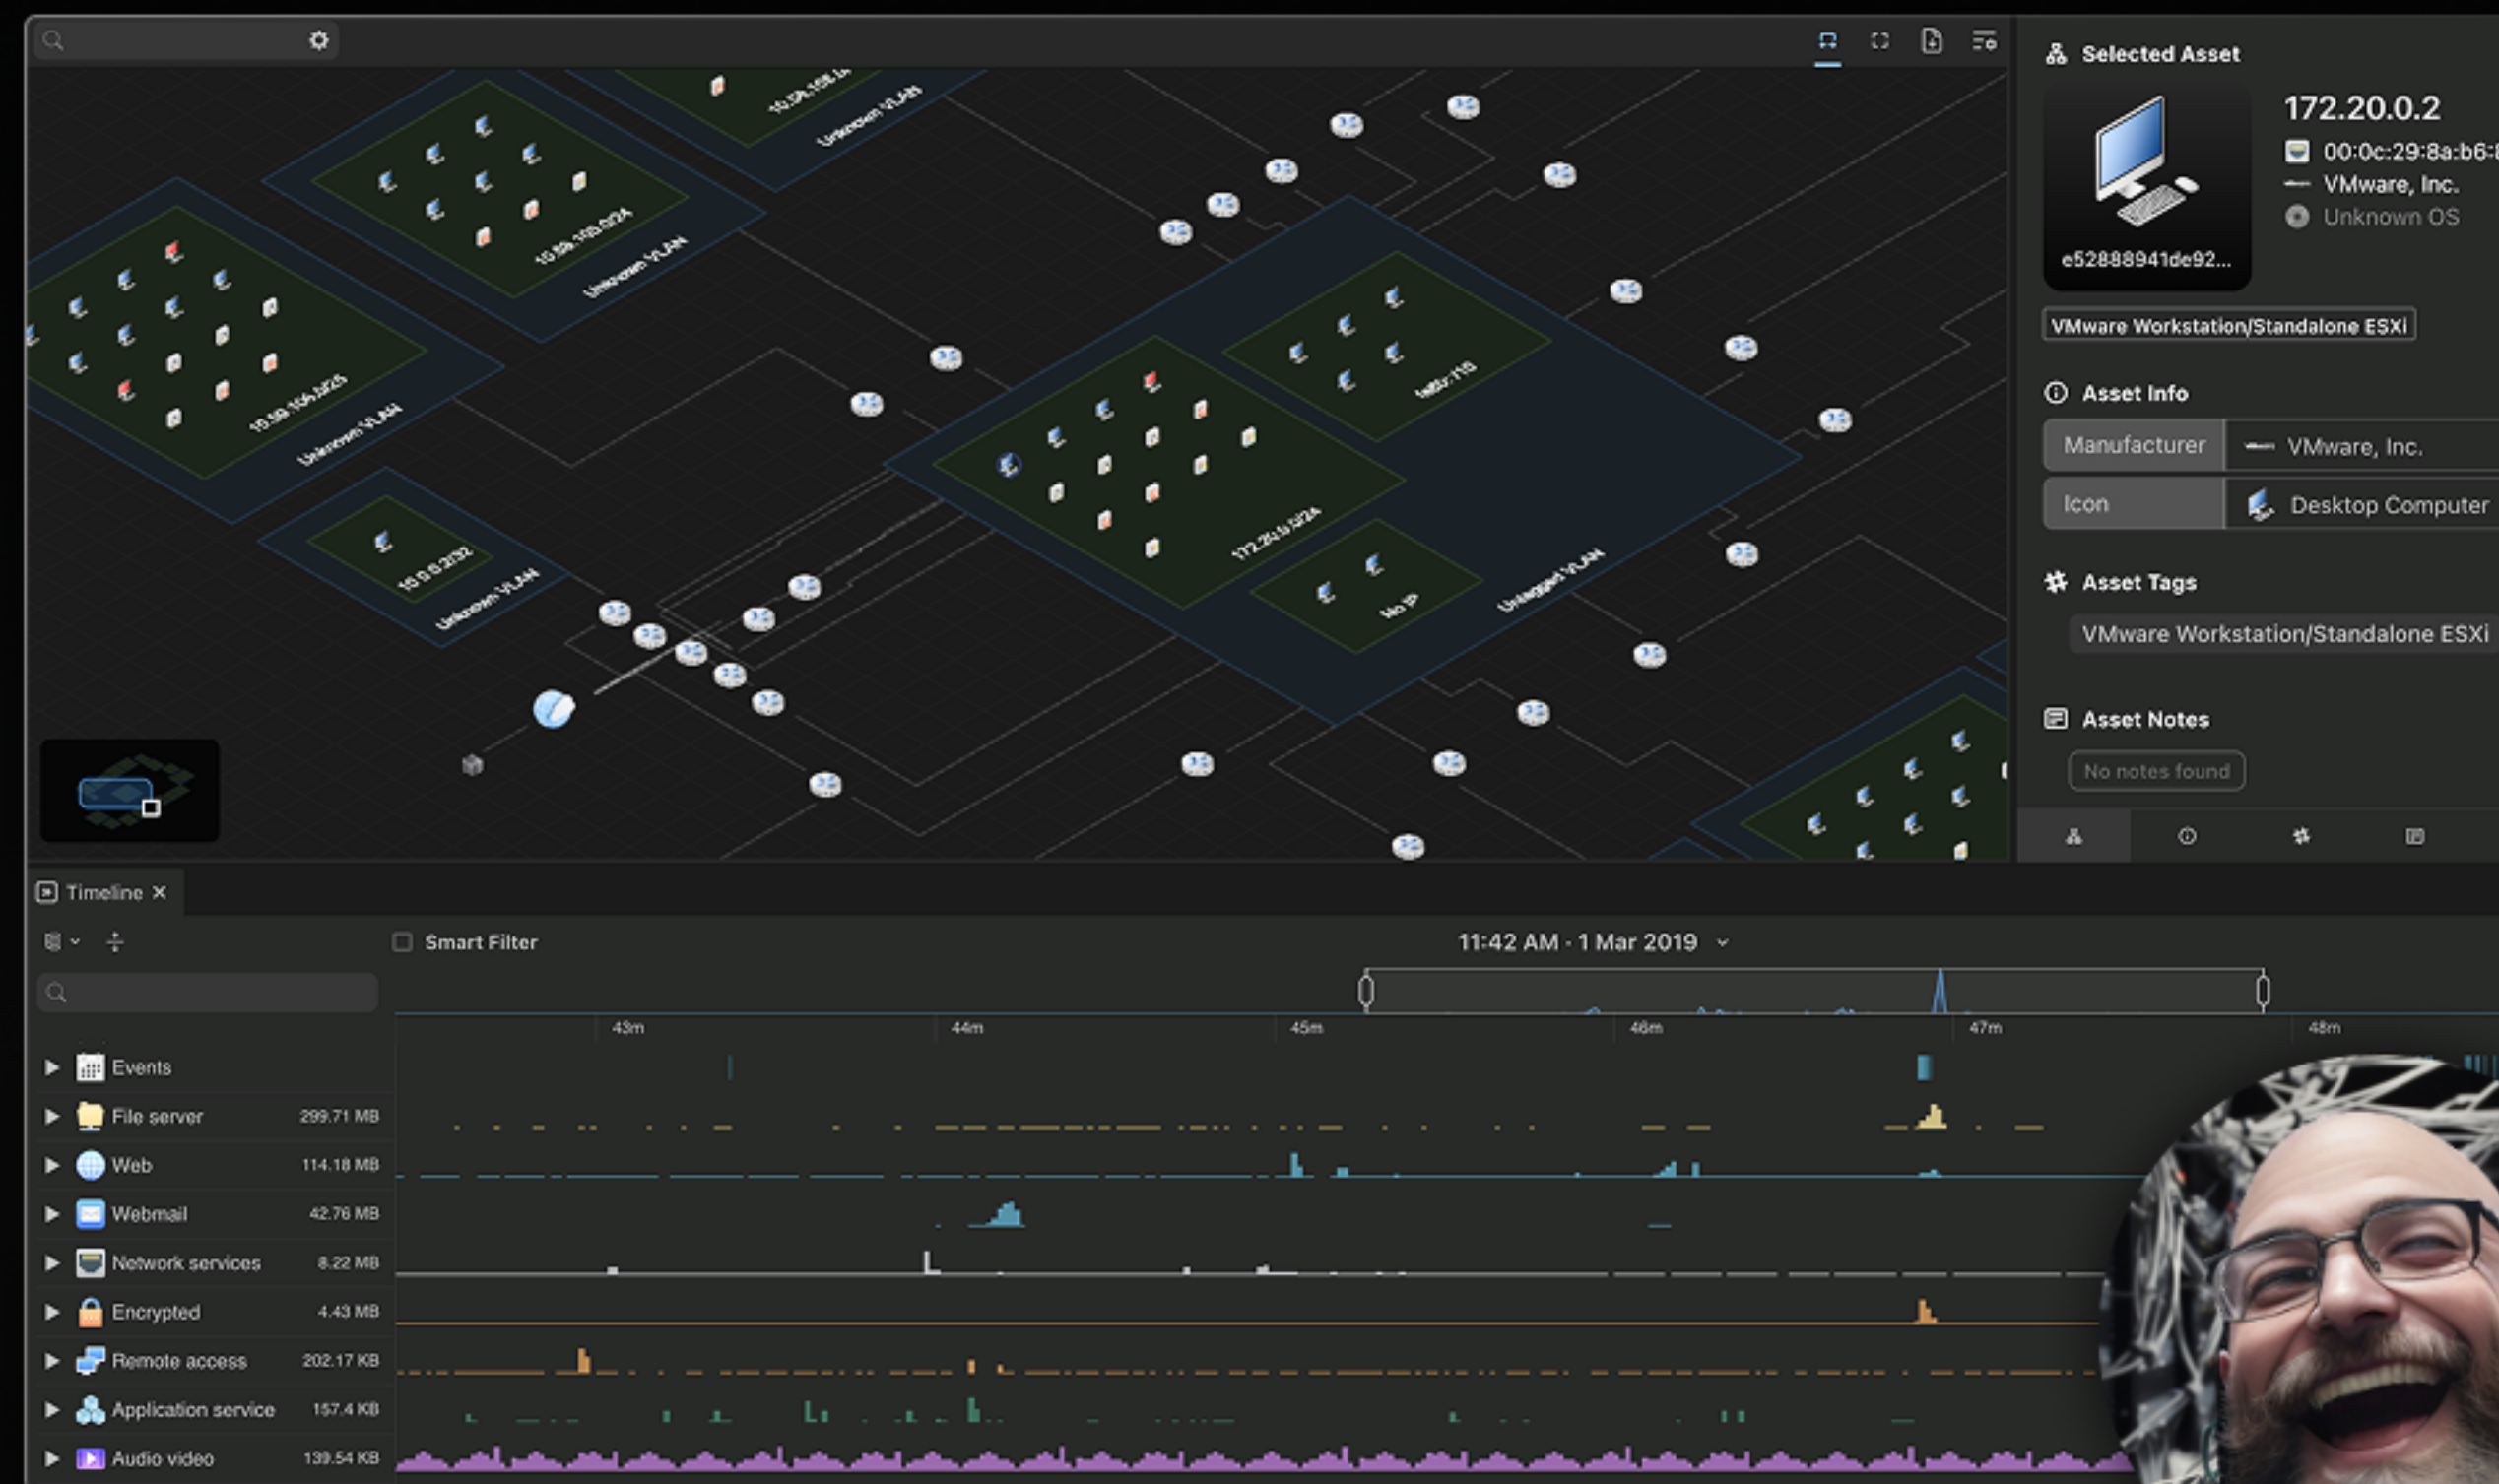 Selected Asset
172.20.0.2
00:0c:29:8a:b6:
VMware, Inc.
Unknown OS
e52888941de92...
VMware Workstation/Standalone ESXi
Asset Info
Manufacturer
VMware, Inc.
Icon
Desktop Computer
Asset Tags
VMware Workstation/Standalone ESXi
Asset Notes
No notes found
Unknown VLAN
Unknown VLAN
Unknown VLAN
Unknown VLAN
10.0.0.2/32
No IP
Untagged VLAN
Timeline
Smart Filter
11:42 AM · 1 Mar 2019
43m 44m 45m 46m 47m 48m
Events
File server 299.71 MB
Web 114.18 MB
Webmail 42.76 MB
Network services 8.22 MB
Encrypted 4.43 MB
Remote access 202.17 KB
Application service 157.4 KB
Audio video 139.54 KB